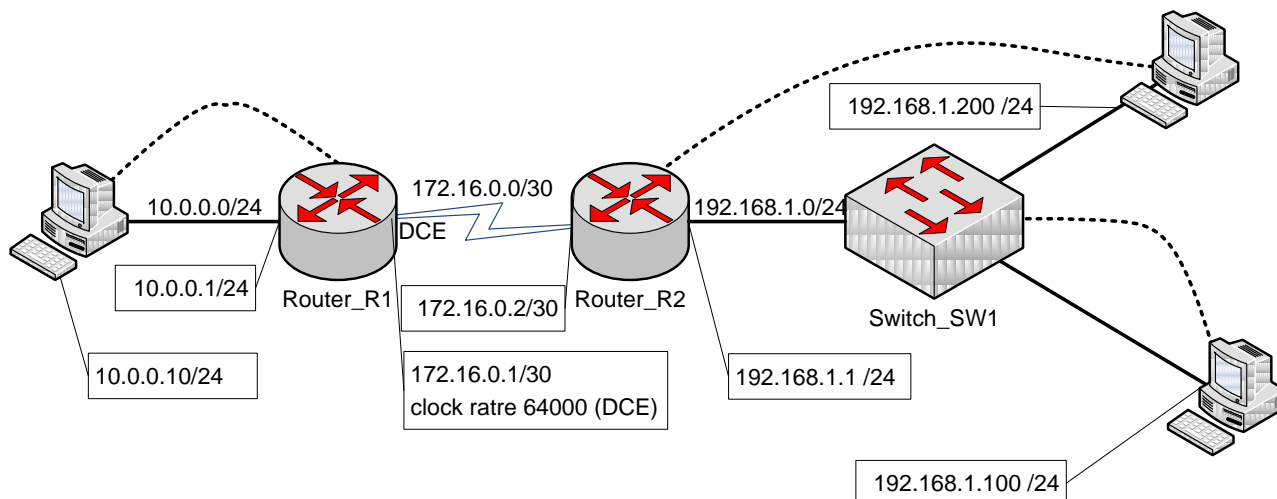 192.168.1.200 /24
172.16.0.0/30
10.0.0.0/24
192.168.1.0/24
DCE
10.0.0.1/24
Router_R1
172.16.0.2/30
Router_R2
Switch_SW1
10.0.0.10/24
172.16.0.1/30
clock ratre 64000 (DCE)
192.168.1.1 /24
192.168.1.100 /24